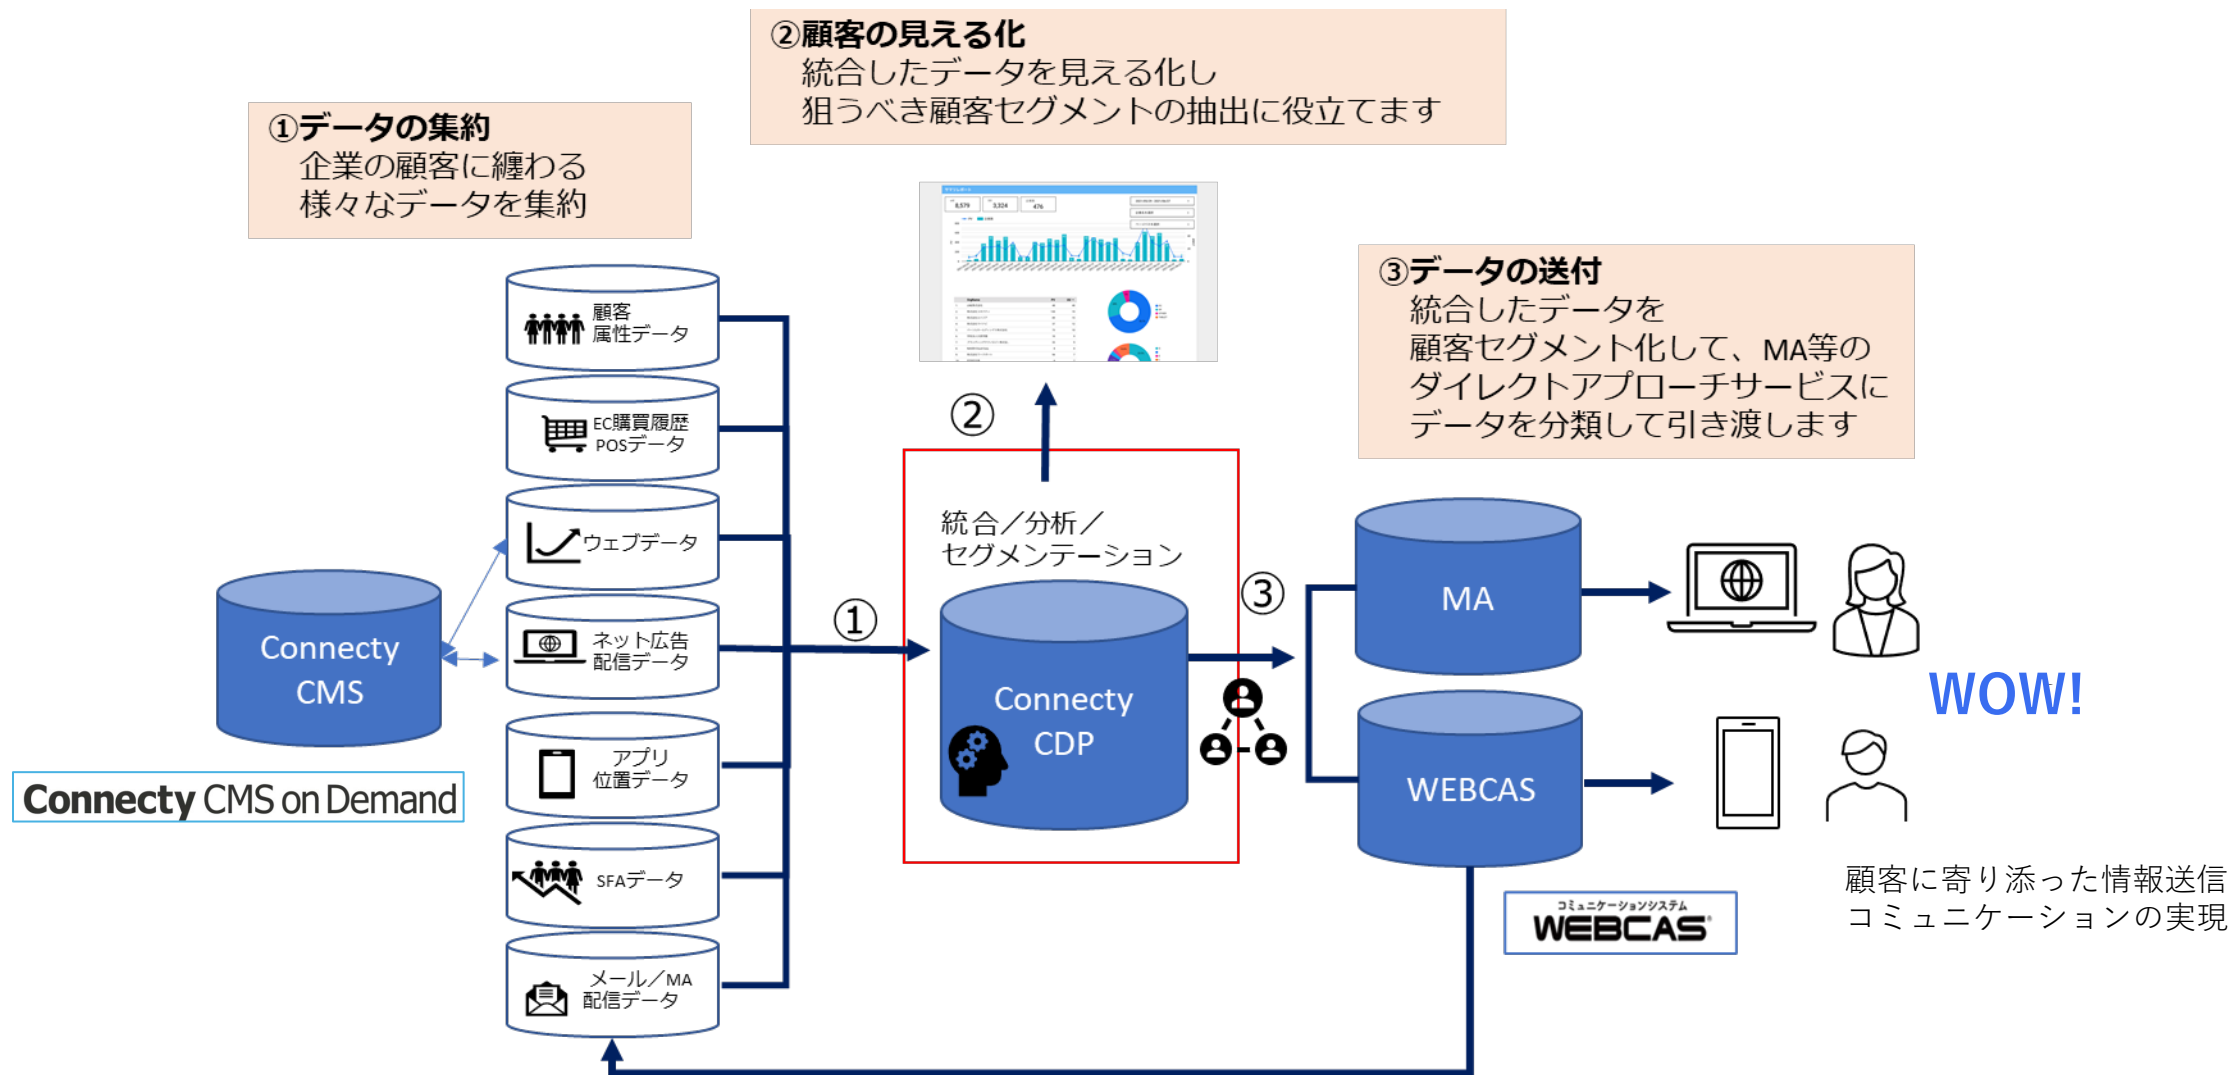 ②顧客の見える化
統合したデータを見える化し
狙うべき顧客セグメントの抽出に役立てます
①データの集約
企業の顧客に纏わる
様々なデータを集約
8,579
3,324
476
③データの送付
統合したデータを
顧客セグメント化して、MA等の
ダイレクトアプローチサービスに
データを分類して引き渡します
顧客
属性データ
EC購買履歴
POSデータ
ウェブデータ
ネット広告
配信データ
アプリ
位置データ
SFAデータ
メール／MA
配信データ
Connecty
CMS
Connecty CMS on Demand
①
②
統合／分析／
セグメンテーション
Connecty
CDP
③
MA
WEBCAS
WOW!
コミュニケーションシステム
WEBCAS®
顧客に寄り添った情報送信
コミュニケーションの実現